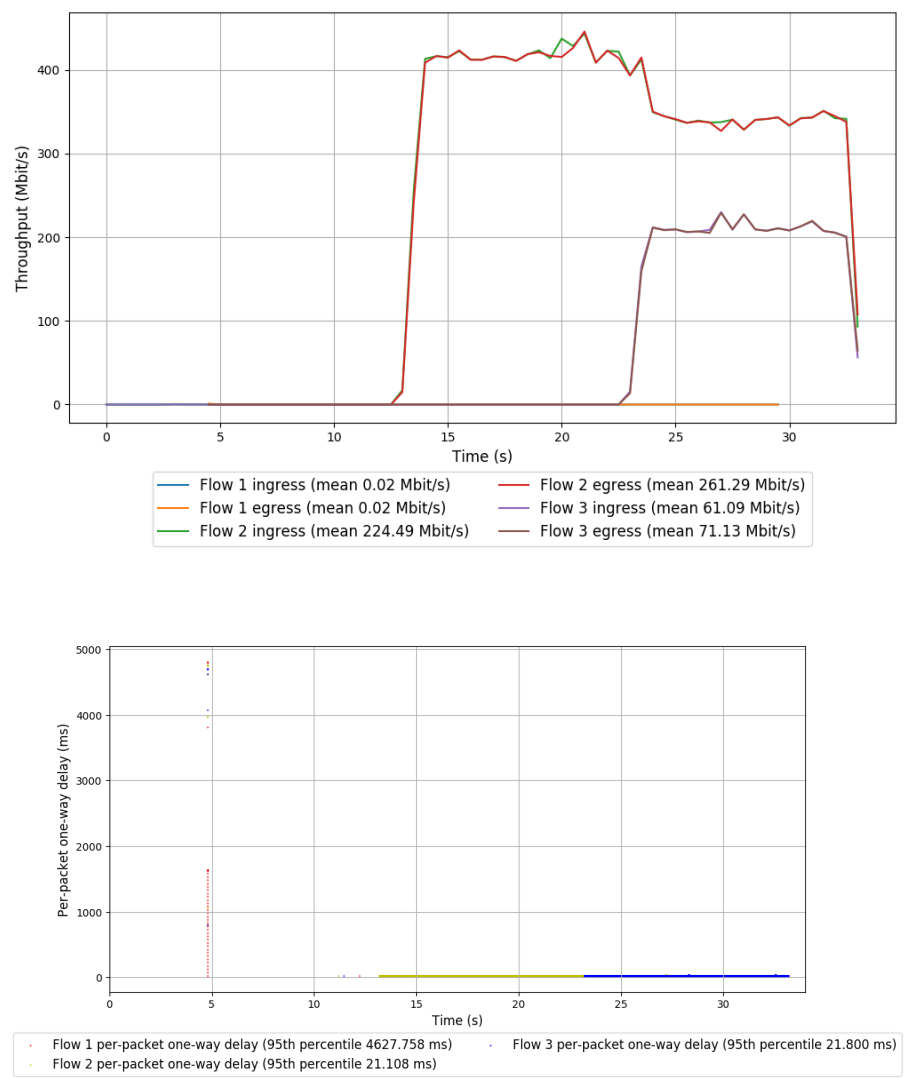 400
300
200
100
0
Throughput (Mbit/s)
0 5 10 15 20 25 30
Time (s)
Flow 1 ingress (mean 0.02 Mbit/s) Flow 2 egress (mean 261.29 Mbit/s)
Flow 1 egress (mean 0.02 Mbit/s) Flow 3 ingress (mean 61.09 Mbit/s)
Flow 2 ingress (mean 224.49 Mbit/s) Flow 3 egress (mean 71.13 Mbit/s)
5000
4000
3000
2000
1000
0
Per-packet one-way delay (ms)
0 5 10 15 20 25 30
Time (s)
Flow 1 per-packet one-way delay (95th percentile 4627.758 ms) Flow 3 per-packet one-way delay (95th percentile 21.800 ms)
Flow 2 per-packet one-way delay (95th percentile 21.108 ms)